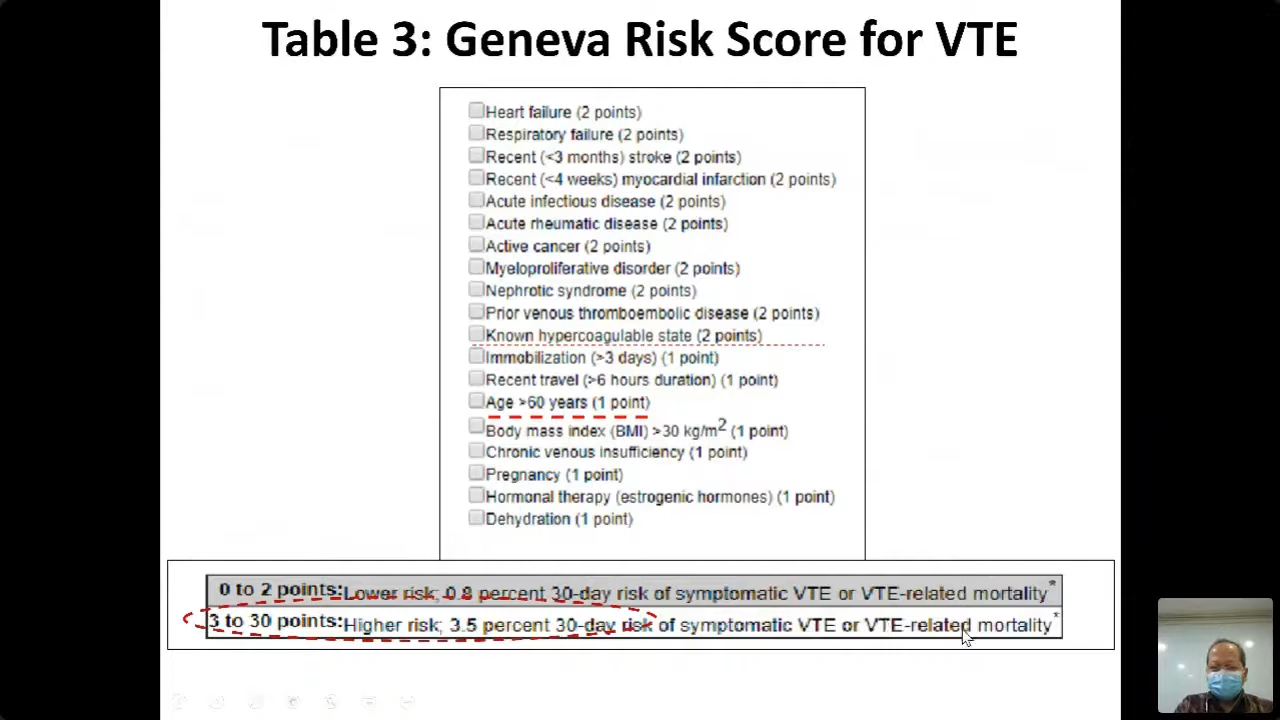 Table 3: Geneva Risk Score for VTE
Heart failure (2 points)
Respiratory failure (2 points)
Recent (<3 months) stroke (2 points)
Recent (<4 weeks) myocardial infarction (2 points)
Acute infectious disease (2 points)
Acute rheumatic disease (2 points)
Active cancer (2 points)
Myeloproliferative disorder (2 points)
Nephrotic syndrome (2 points)
Prior venous thromboembolic disease (2 points)
Known hypercoagulable state (2 points)
Immobilization (>3 days) (1 point)
Recent travel (>6 hours duration) (1 point)
Age >60 years (1 point)
Body mass index (BMI) >30 kg/m² (1 point)
Chronic venous insufficiency (1 point)
Pregnancy (1 point)
Hormonal therapy (estrogenic hormones) (1 point)
Dehydration (1 point)
0 to 2 points: Lower risk; 0.8 percent 30-day risk of symptomatic VTE or VTE-related mortality*
3 to 30 points: Higher risk; 3.5 percent 30-day risk of symptomatic VTE or VTE-related mortality*